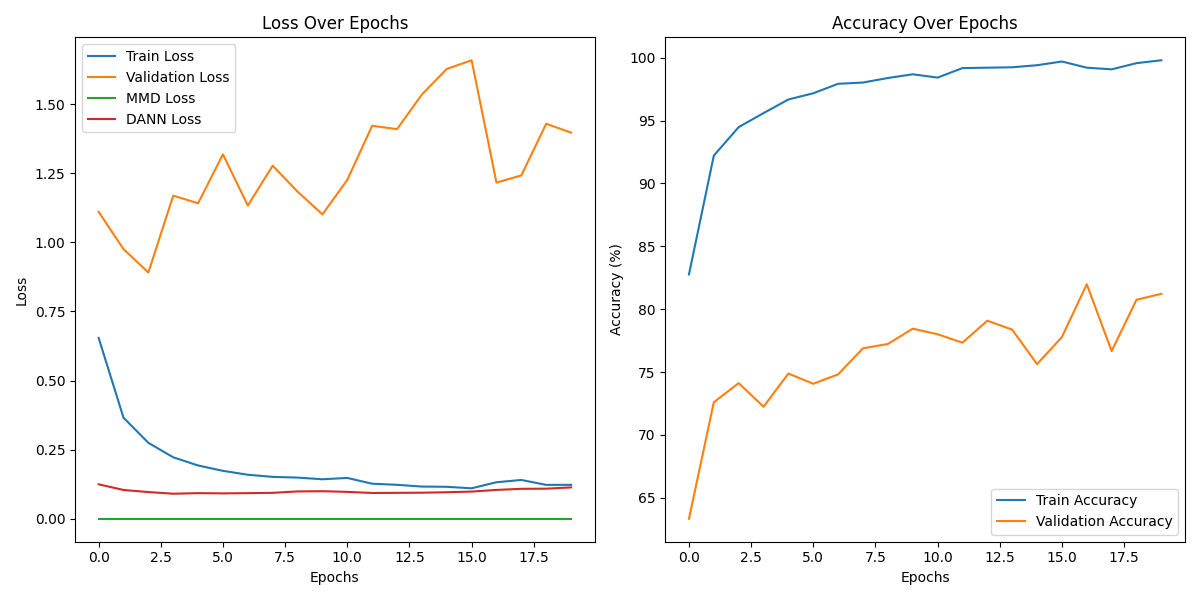 Loss Over Epochs
Train Loss
Validation Loss
MMD Loss
DANN Loss
Loss
1.50
1.25
1.00
0.75
0.50
0.25
0.00
0.0 2.5 5.0 7.5 10.0 12.5 15.0 17.5
Epochs
Accuracy Over Epochs
Accuracy (%)
100
95
90
85
80
75
70
65
Train Accuracy
Validation Accuracy
0.0 2.5 5.0 7.5 10.0 12.5 15.0 17.5
Epochs